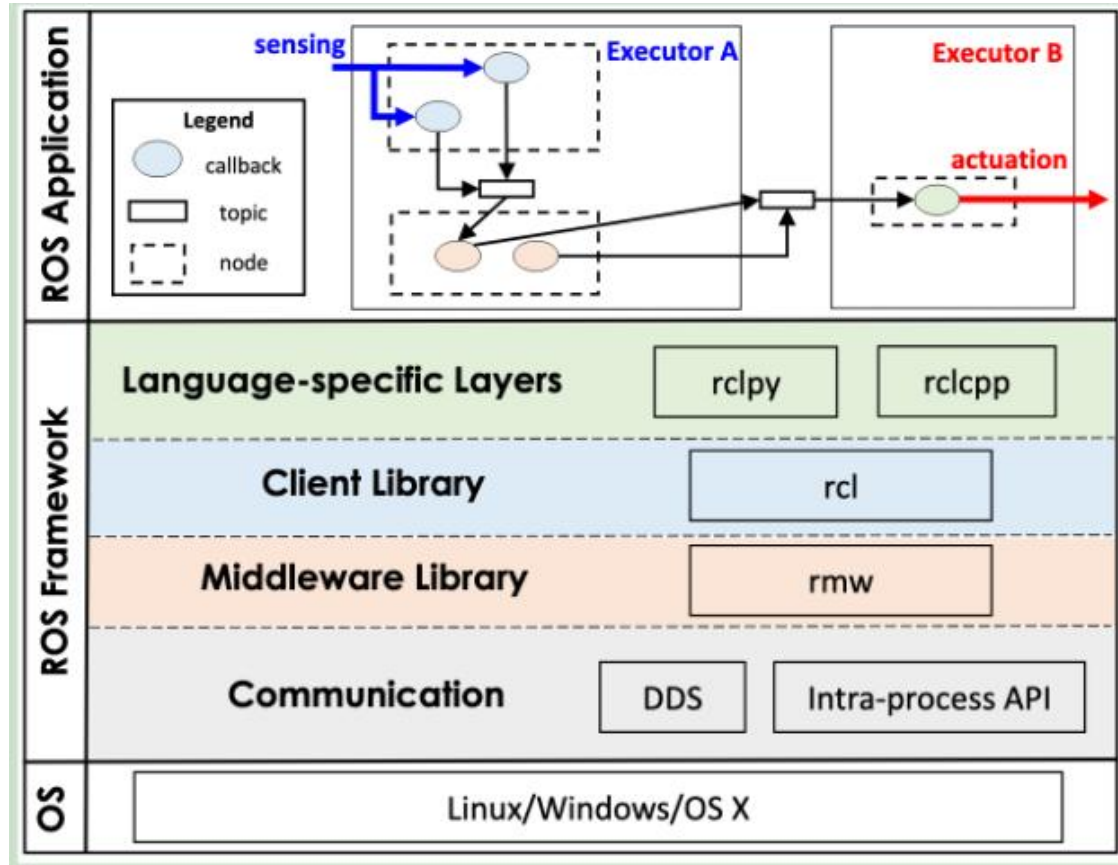 ROS Application
sensing
Executor A
Executor B
Legend
callback
topic
node
actuation
ROS Framework
Language-specific Layers
rclpy
rclcpp
Client Library
rcl
Middleware Library
rmw
Communication
DDS
Intra-process API
OS
Linux/Windows/OS X